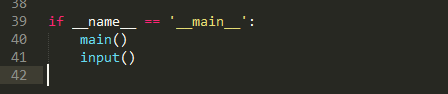 38
39 if __name__ == '__main__':
40     main()
41     input()
42